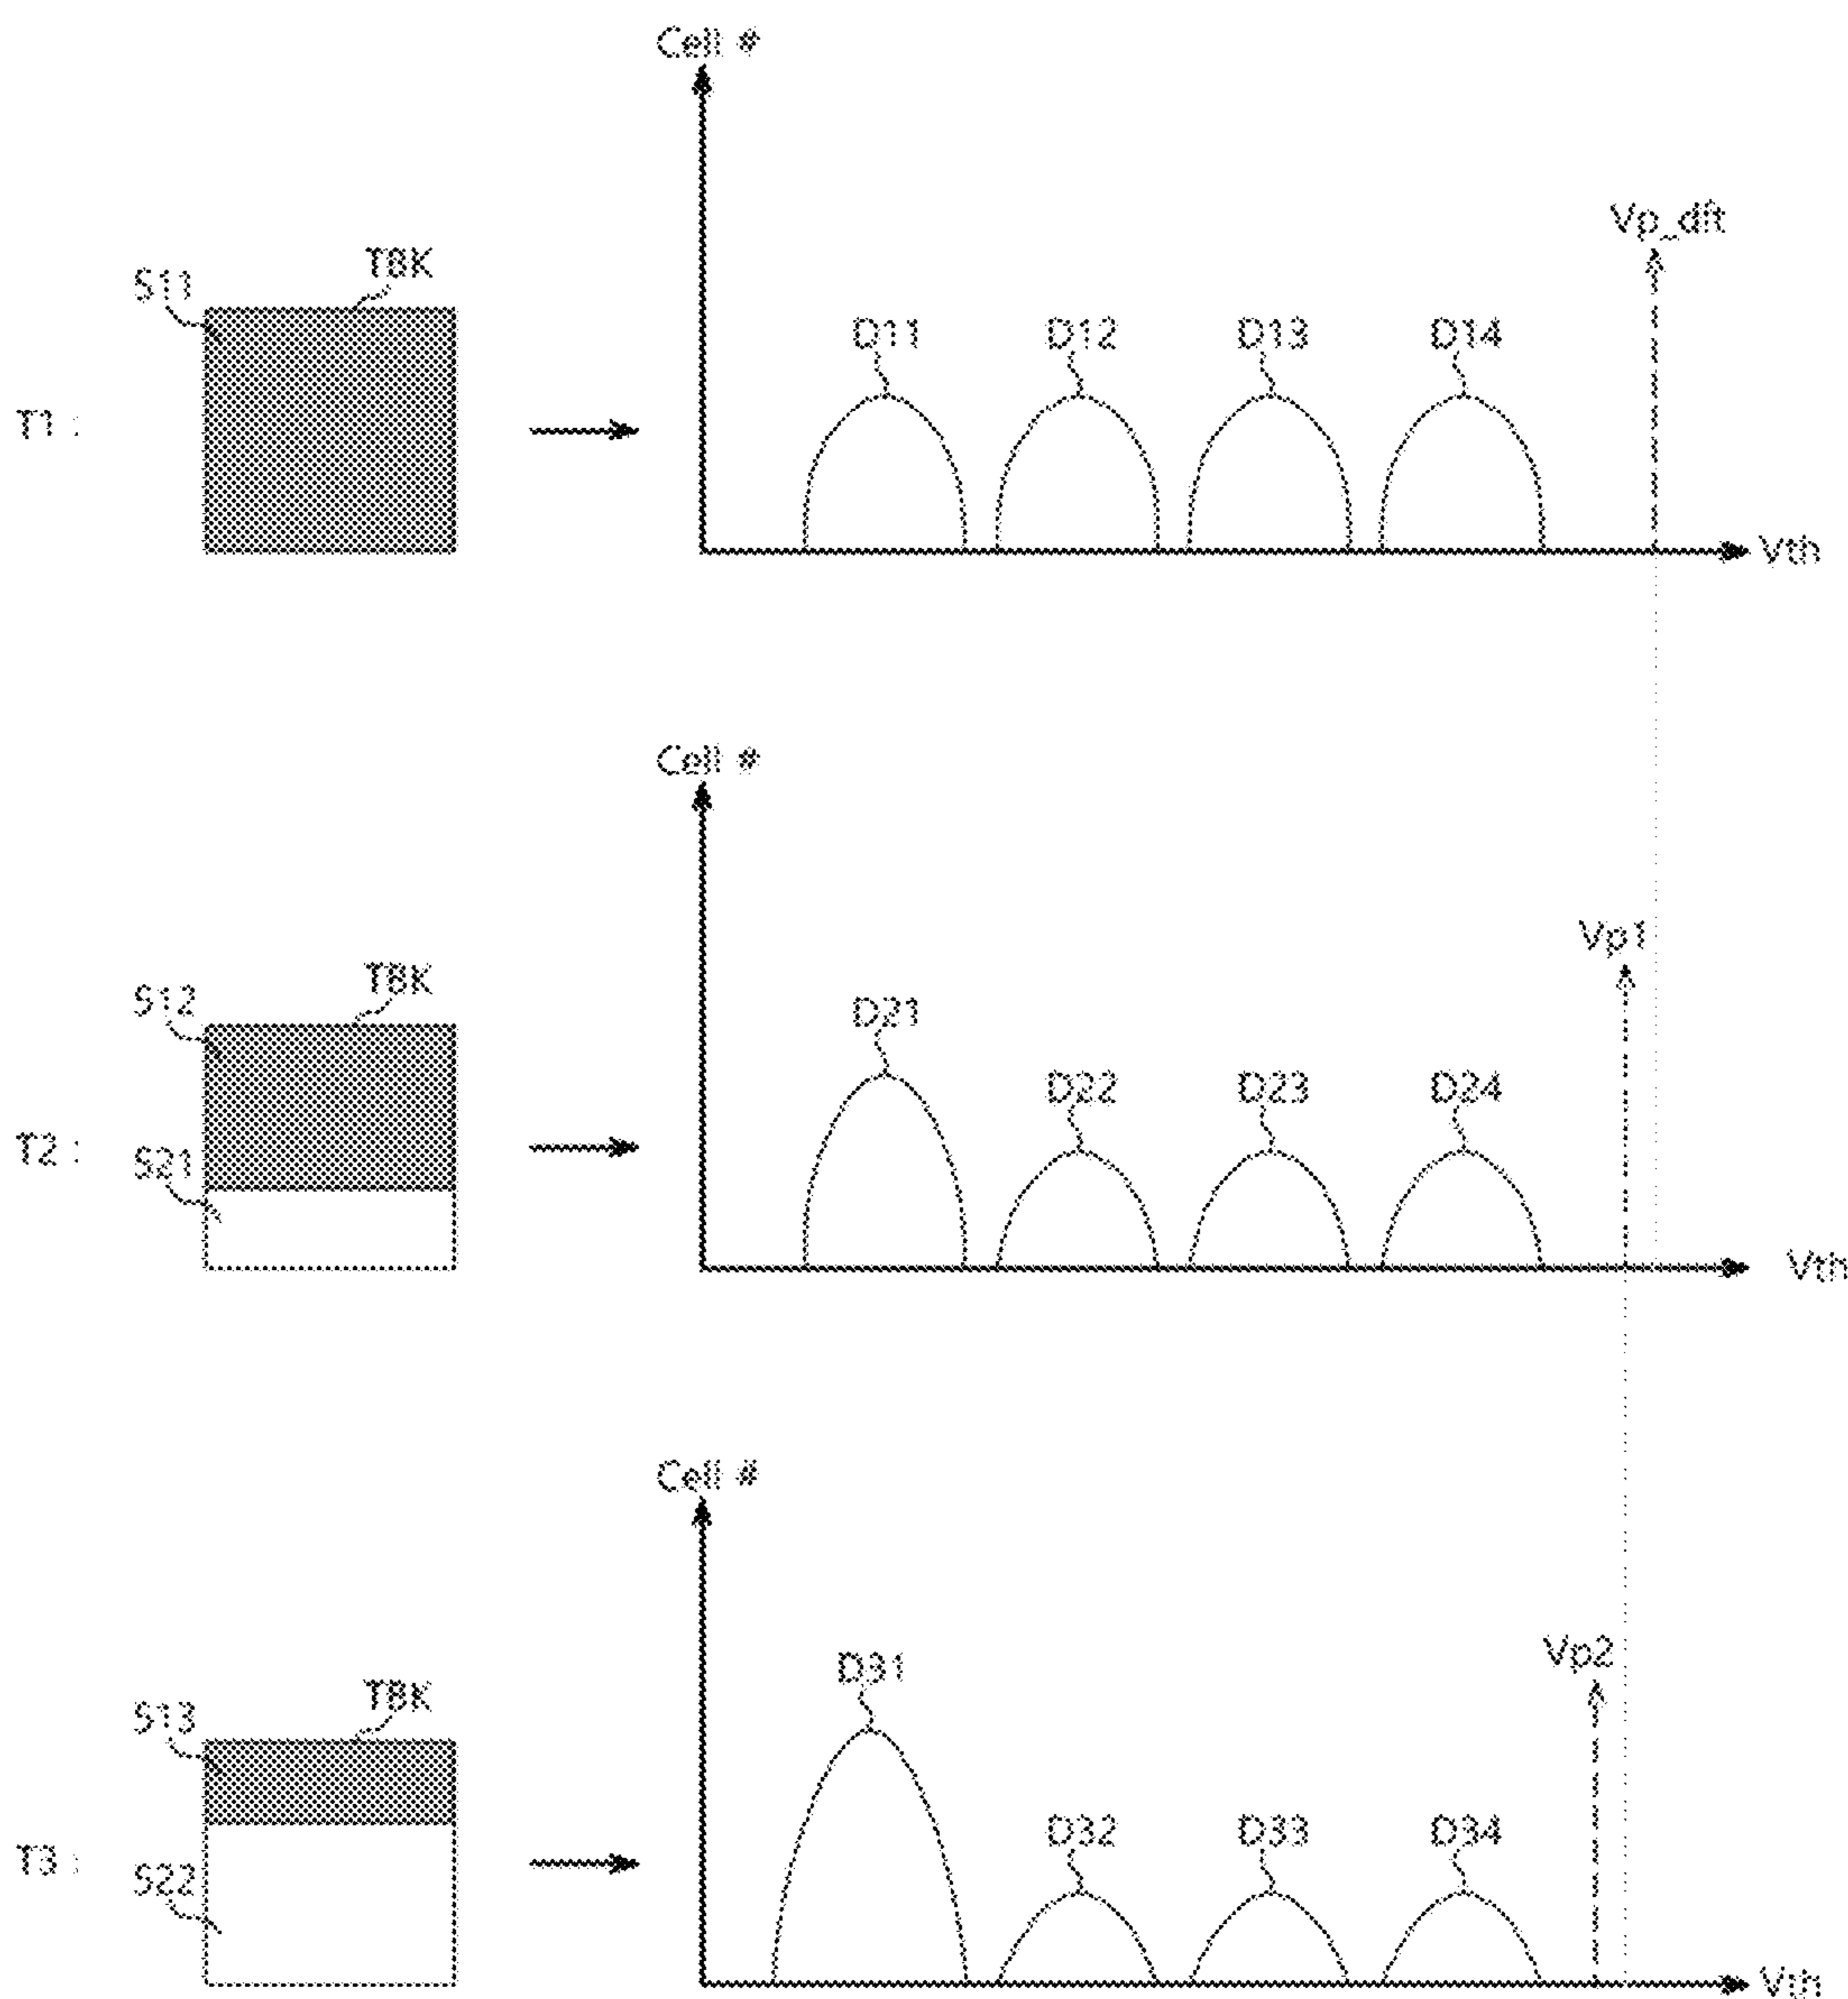 Cell #
Vp_dft
S11
TBK
D11 D12 D13 D14
T1 :
Vth
Cell #
Vp1
S12
TBK
D21
D22 D23 D24
T2 :
S21
Vth
Cell #
Vp2
D31
S13
TBK
D32 D33 D34
T3 :
S22
Vth